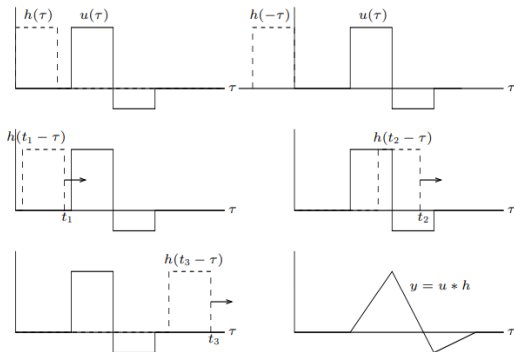 h(τ) u(τ) τ
h(−τ) u(τ) τ
h(t₁ − τ) t₁ τ
h(t₂ − τ) t₂ τ
h(t₃ − τ) t₃ τ
y = u ∗ h τ